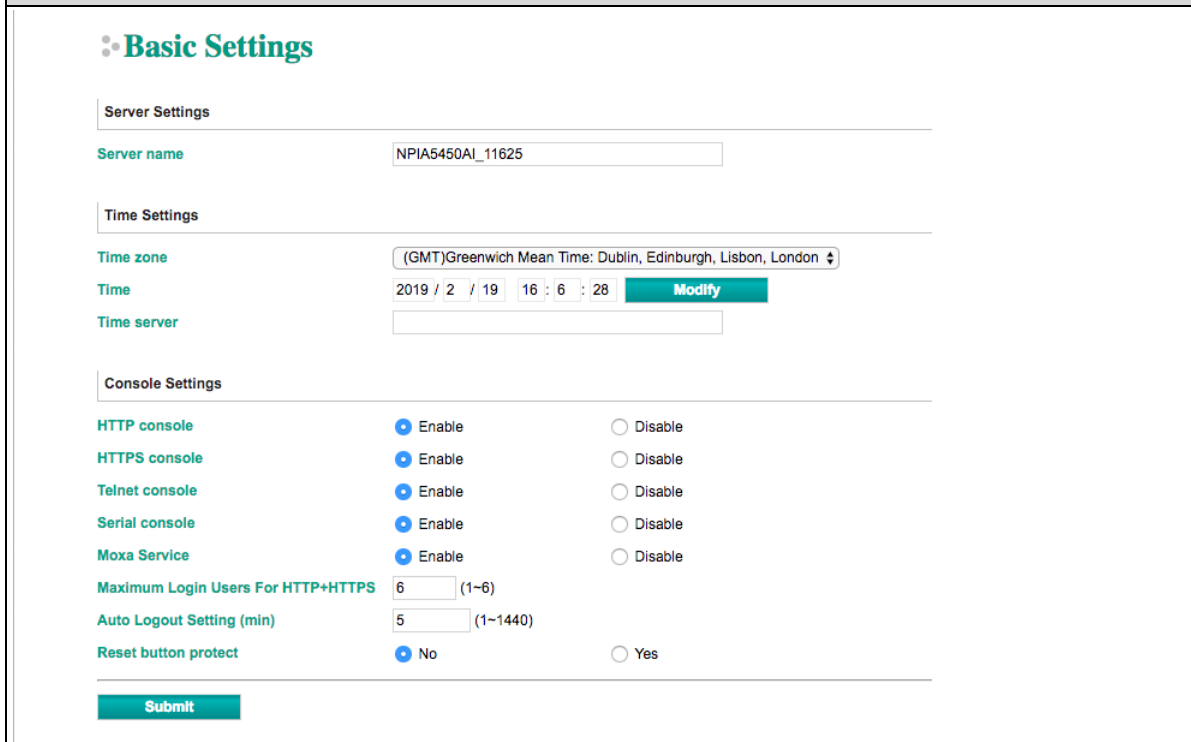 Basic Settings
Server Settings
Server name NPIA5450AI_11625
Time Settings
Time zone (GMT)Greenwich Mean Time: Dublin, Edinburgh, Lisbon, London
Time 2019 / 2 / 19 16 : 6 : 28 Modify
Time server
Console Settings
HTTP console Enable Disable
HTTPS console Enable Disable
Telnet console Enable Disable
Serial console Enable Disable
Moxa Service Enable Disable
Maximum Login Users For HTTP+HTTPS 6 (1~6)
Auto Logout Setting (min) 5 (1~1440)
Reset button protect No Yes
Submit